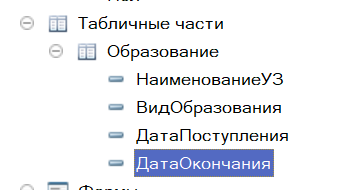 Табличные части
Образование
НаименованиеУЗ
ВидОбразования
ДатаПоступления
ДатаОкончания